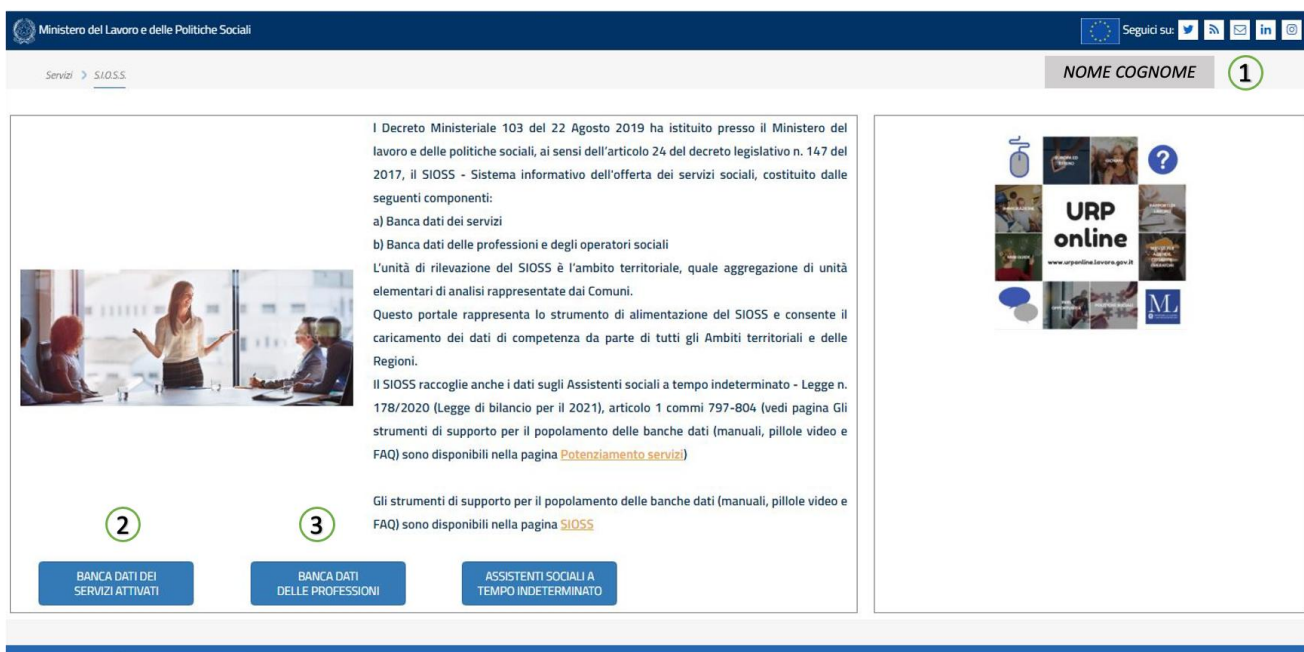 Ministero del Lavoro e delle Politiche Sociali
Seguici su:
Servizi > S.I.O.S.S.
NOME COGNOME
1
I Decreto Ministeriale 103 del 22 Agosto 2019 ha istituito presso il Ministero del
lavoro e delle politiche sociali, ai sensi dell'articolo 24 del decreto legislativo n. 147 del
2017, il SIOSS - Sistema informativo dell'offerta dei servizi sociali, costituito dalle
seguenti componenti:
a) Banca dati dei servizi
b) Banca dati delle professioni e degli operatori sociali
L'unità di rilevazione del SIOSS è l'ambito territoriale, quale aggregazione di unità
elementari di analisi rappresentate dai Comuni.
Questo portale rappresenta lo strumento di alimentazione del SIOSS e consente il
caricamento dei dati di competenza da parte di tutti gli Ambiti territoriali e delle
Regioni.
Il SIOSS raccoglie anche i dati sugli Assistenti sociali a tempo indeterminato - Legge n.
178/2020 (Legge di bilancio per il 2021), articolo 1 commi 797-804 (vedi pagina Gli
strumenti di supporto per il popolamento delle banche dati (manuali, pillole video e
FAQ) sono disponibili nella pagina Potenziamento servizi)
Gli strumenti di supporto per il popolamento delle banche dati (manuali, pillole video e
FAQ) sono disponibili nella pagina SIOSS
2
3
BANCA DATI DEI
SERVIZI ATTIVATI
BANCA DATI
DELLE PROFESSIONI
ASSISTENTI SOCIALI A
TEMPO INDETERMINATO
?
URP
online
www.urponline.lavoro.gov.it
ML